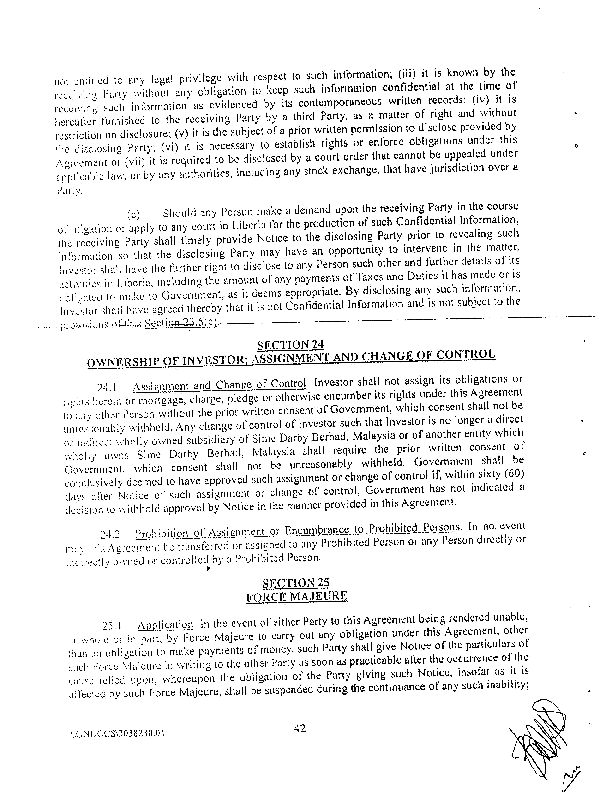 not entitled to any legal privilege with respect to such information; (iii) it is known by the
receiving Party without any obligation to keep such information confidential at the time of
receiving such information as evidenced by its contemporaneous written records; (iv) it is
hereafter furnished to the receiving Party by a third Party, as a matter of right and without
restriction on disclosure; (v) it is the subject of a prior written permission to disclose provided by
the disclosing Party; (vi) it is necessary to establish rights or enforce obligations under this
Agreement or (vii) it is required to be disclosed by a court order that cannot be appealed under
applicable law, or by any authorities, including any stock exchange, that have jurisdiction over a
Party.
(c) Should any Person make a demand upon the receiving Party in the course
of litigation or apply to any court in Liberia for the production of such Confidential Information,
the receiving Party shall timely provide Notice to the disclosing Party prior to revealing such
information so that the disclosing Party may have an opportunity to intervene in the matter.
Investor shall have the further right to disclose to any Person such other and further details of its
activities in Liberia, including the amount of any payments of Taxes and Duties it has made or is
obligated to make to Government, as it deems appropriate. By disclosing any such information,
Investor shall have agreed thereby that it is not Confidential Information and is not subject to the
provisions of this Section
SECTION 24
OWNERSHIP OF INVESTOR; ASSIGNMENT AND CHANGE OF CONTROL
24.1 Assignment and Change of Control. Investor shall not assign its obligations or
rights herein or mortgage, charge, pledge or otherwise encumber its rights under this Agreement
to any other Person without the prior written consent of Government, which consent shall not be
unreasonably withheld. Any change of control of Investor such that Investor is no longer a direct
or indirect wholly owned subsidiary of Sime Darby Berhad, Malaysia or of another entity which
wholly owns Sime Darby Berhad, Malaysia shall require the prior written consent of
Government, which consent shall not be unreasonably withheld. Government shall be
conclusively deemed to have approved such assignment or change of control if, within sixty (60)
days after Notice of such assignment or change of control, Government has not indicated a
decision to withhold approval by Notice in the manner provided in this Agreement.
24.2 Prohibition of Assignment or Encumbrance to Prohibited Persons. In no event
may this Agreement be transferred or assigned to any Prohibited Person or any Person directly or
indirectly owned or controlled by a Prohibited Person.
SECTION 25
FORCE MAJEURE
25.1 Application. In the event of either Party to this Agreement being rendered unable,
in whole or in part, by Force Majeure to carry out any obligation under this Agreement, other
than an obligation to make payments of money, such Party shall give Notice of the particulars of
such Force Majeure in writing to the other Party as soon as practicable after the occurrence of the
cause relied upon, whereupon the obligation of the Party giving such Notice, insofar as it is
affected by such Force Majeure, shall be suspended during the continuance of any such inability;
42